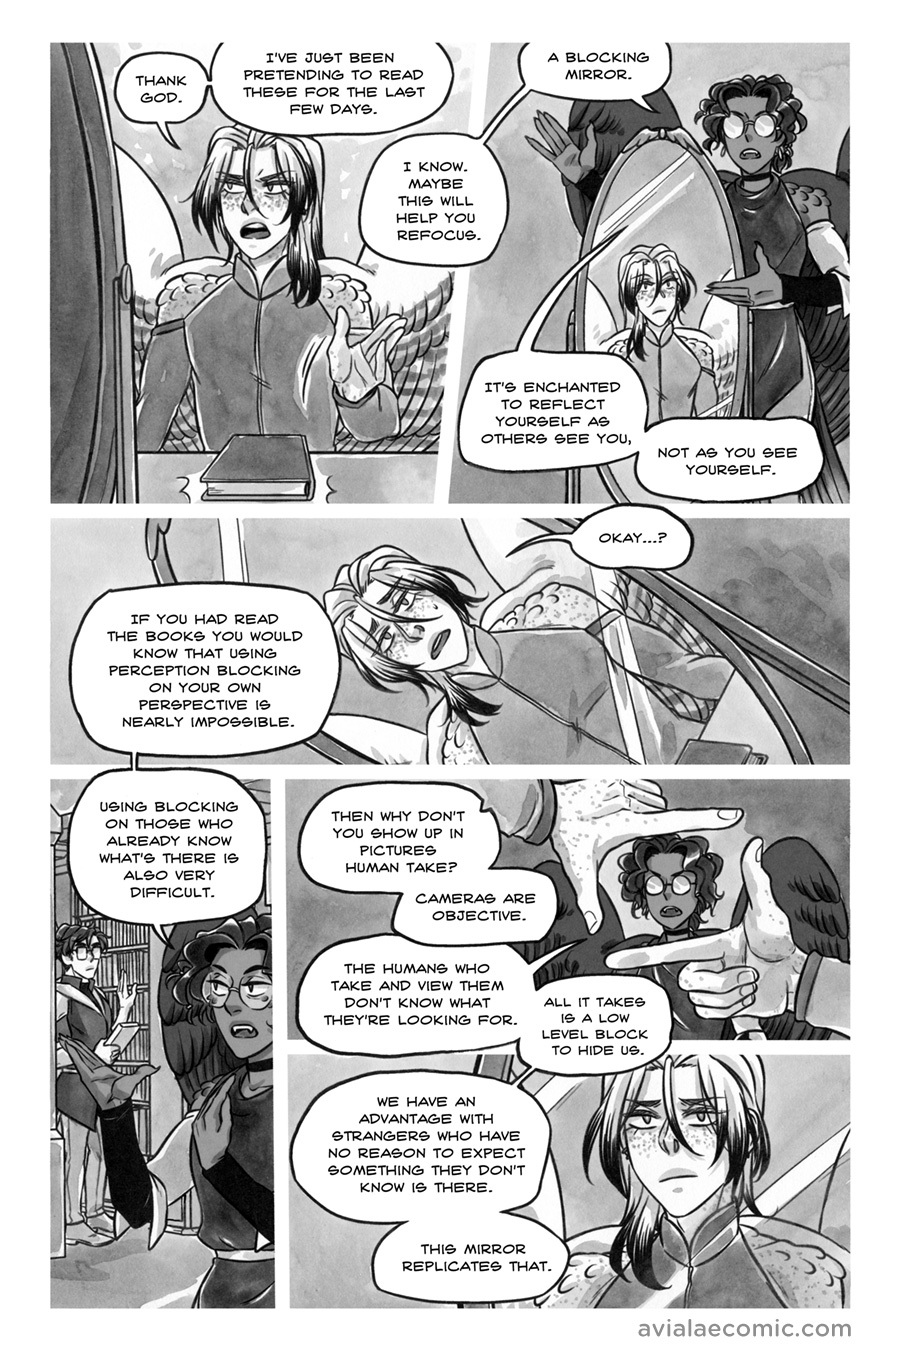 THANK
GOD.
I'VE JUST BEEN
PRETENDING TO READ
THESE FOR THE LAST
FEW DAYS.
I KNOW.
MAYBE
THIS WILL
HELP YOU
REFOCUS.
A BLOCKING
MIRROR.
IT'S ENCHANTED
TO REFLECT
YOURSELF AS
OTHERS SEE YOU,
NOT AS YOU SEE
YOURSELF.
OKAY...?
IF YOU HAD READ
THE BOOKS YOU WOULD
KNOW THAT USING
PERCEPTION BLOCKING
ON YOUR OWN
PERSPECTIVE IS
NEARLY IMPOSSIBLE.
USING BLOCKING
ON THOSE WHO
ALREADY KNOW
WHAT'S THERE IS
ALSO VERY
DIFFICULT.
THEN WHY DON'T
YOU SHOW UP IN
PICTURES
HUMAN TAKE?
CAMERAS ARE
OBJECTIVE.
THE HUMANS WHO
TAKE AND VIEW THEM
DON'T KNOW WHAT
THEY'RE LOOKING FOR.
ALL IT TAKES
IS A LOW
LEVEL BLOCK
TO HIDE US.
WE HAVE AN
ADVANTAGE WITH
STRANGERS WHO HAVE
NO REASON TO EXPECT
SOMETHING THEY DON'T
KNOW IS THERE.
THIS MIRROR
REPLICATES THAT.
avialaecomic.com